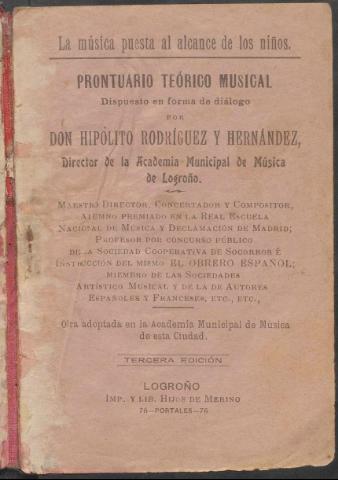 La música puesta al alcance de los niños.
PRONTUARIO TEÓRICO MUSICAL
Dispuesto en forma de diálogo
POR
DON HIPÓLITO RODRÍGUEZ Y HERNÁNDEZ,
Director de la Academia Municipal de Música
de Logroño.
MAESTRO DIRECTOR, CONCERTADOR Y COMPOSITOR,
ALUMNO PREMIADO EN LA REAL ESCUELA
NACIONAL DE MÚSICA Y DECLAMACIÓN DE MADRID;
PROFESOR POR CONCURSO PÚBLICO
DE LA SOCIEDAD COOPERATIVA DE SOCORROS É
INSTRUCCIÓN DEL MISMO EL OBRERO ESPAÑOL;
MIEMBRO DE LAS SOCIEDADES
ARTÍSTICO MUSICAL Y DE LA DE AUTORES
ESPAÑOLES Y FRANCESES, ETC., ETC.,
Obra adoptada en la Academia Municipal de Música
de esta Ciudad.
TERCERA EDICIÓN
LOGROÑO
IMP. Y LIB. HIJOS DE MERINO
76—PORTALES—76